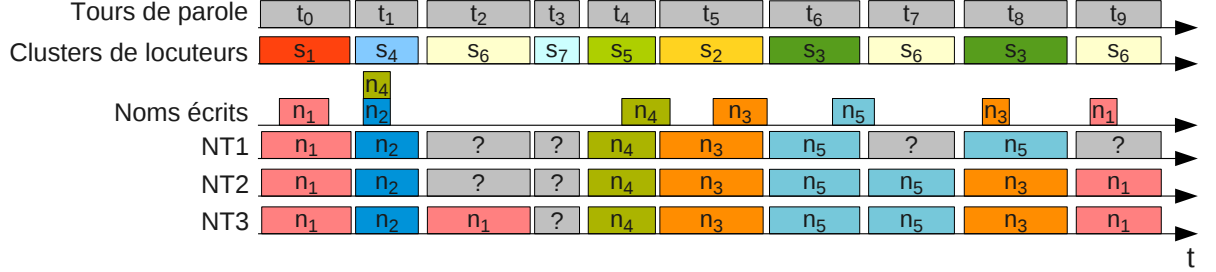 Tours de parole t0 t1 t2 t3 t4 t5 t6 t7 t8 t9
Clusters de locuteurs s1 s4 s6 s7 s5 s2 s3 s6 s3 s6
n4
Noms écrits n1 n2 n4 n3 n5 n3 n1
NT1 n1 n2 ? ? n4 n3 n5 ? n5 ?
NT2 n1 n2 ? ? n4 n3 n5 n5 n3 n1
NT3 n1 n2 n1 ? n4 n3 n5 n5 n3 n1
t